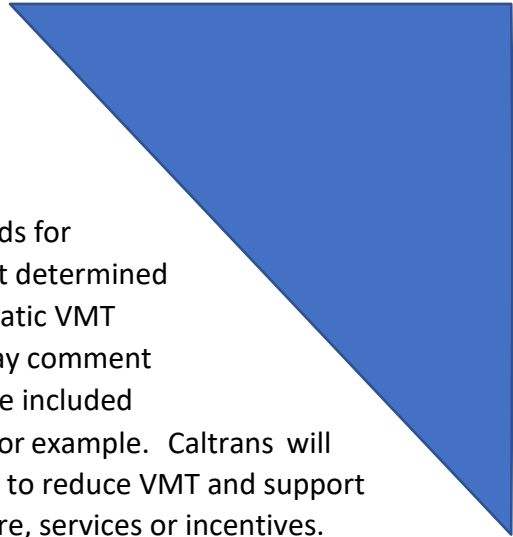 ds for
t determined
atic VMT
ay comment
e included
or example. Caltrans will
to reduce VMT and support
re, services or incentives.